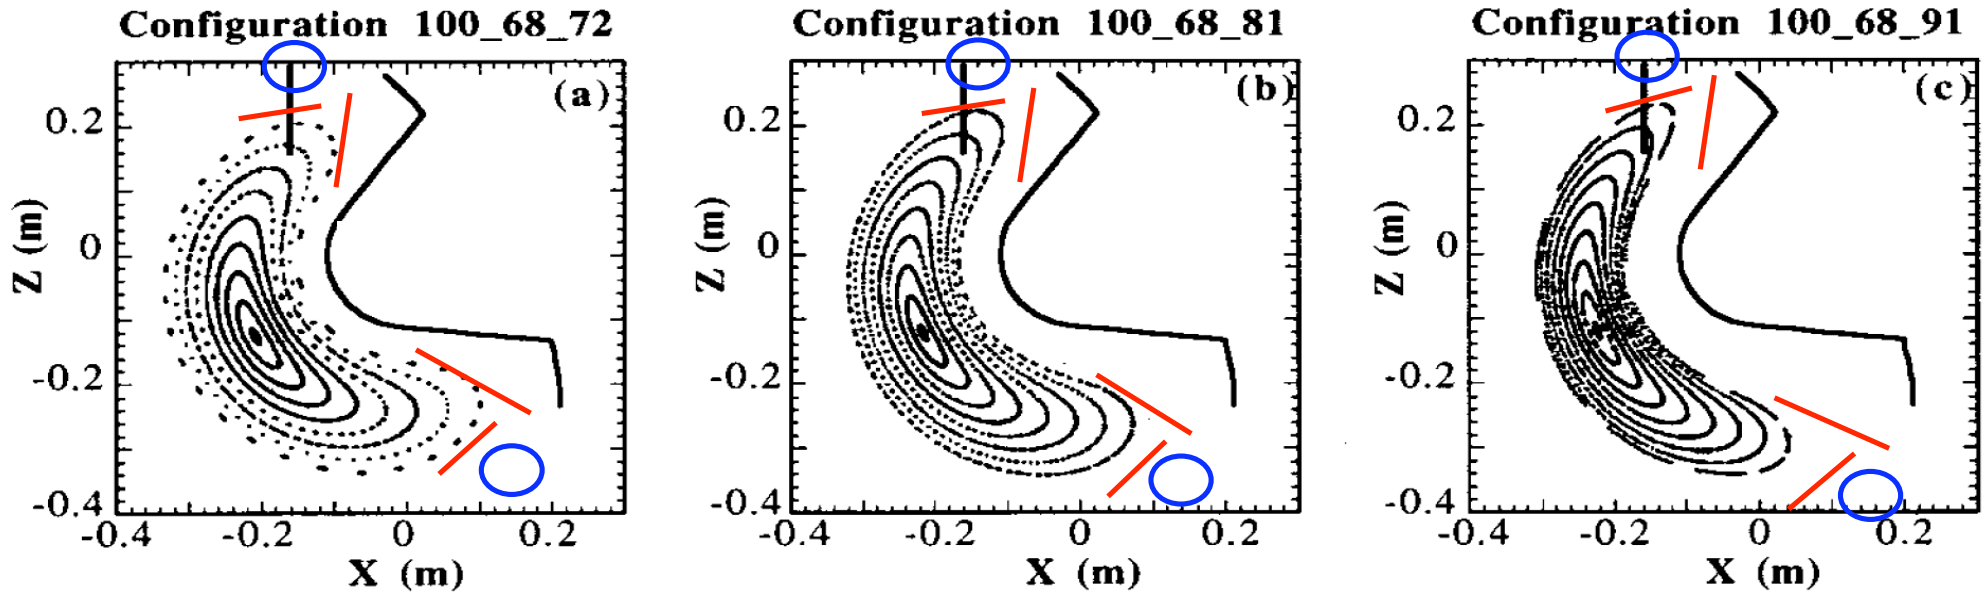 Configuration 100_68_72
(a)
0.2
0
-0.2
-0.4
Z (m)
-0.4 -0.2 0 0.2
X (m)
Configuration 100_68_81
(b)
0.2
0
-0.2
-0.4
Z (m)
-0.4 -0.2 0 0.2
X (m)
Configuration 100_68_91
(c)
0.2
0
-0.2
-0.4
Z (m)
-0.4 -0.2 0 0.2
X (m)